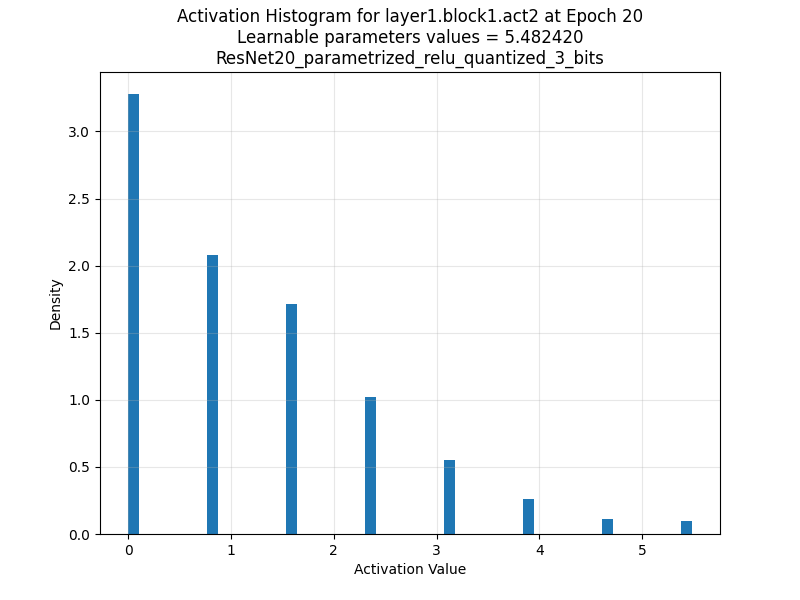 Activation Histogram for layer1.block1.act2 at Epoch 20
Learnable parameters values = 5.482420
ResNet20_parametrized_relu_quantized_3_bits
3.0
2.5
2.0
1.5
1.0
0.5
0.0
Density
0 1 2 3 4 5
Activation Value